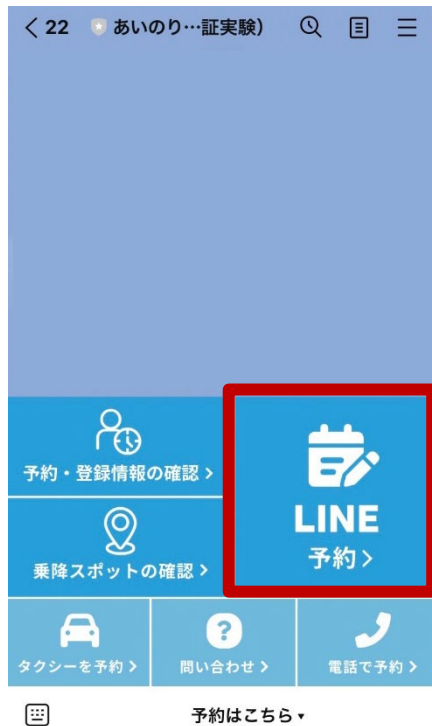 22 あいのり…証実験)
予約・登録情報の確認 >
乗降スポットの確認 >
LINE
予約 >
タクシーを予約 >
? 問い合わせ >
電話で予約 >
予約はこちら ▾